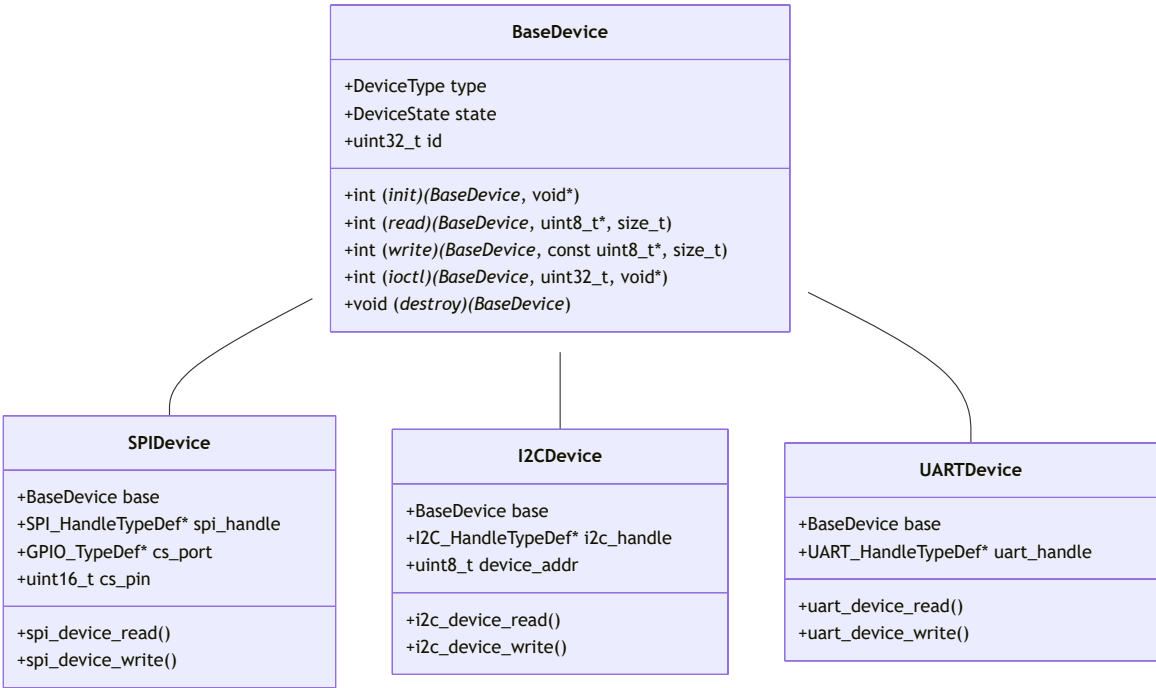 BaseDevice
+DeviceType type
+DeviceState state
+uint32_t id
+int (init)(BaseDevice, void*)
+int (read)(BaseDevice, uint8_t*, size_t)
+int (write)(BaseDevice, const uint8_t*, size_t)
+int (ioctl)(BaseDevice, uint32_t, void*)
+void (destroy)(BaseDevice)
SPIDevice
+BaseDevice base
+SPI_HandleTypeDef* spi_handle
+GPIO_TypeDef* cs_port
+uint16_t cs_pin
+spi_device_read()
+spi_device_write()
I2CDevice
+BaseDevice base
+I2C_HandleTypeDef* i2c_handle
+uint8_t device_addr
+i2c_device_read()
+i2c_device_write()
UARTDevice
+BaseDevice base
+UART_HandleTypeDef* uart_handle
+uart_device_read()
+uart_device_write()